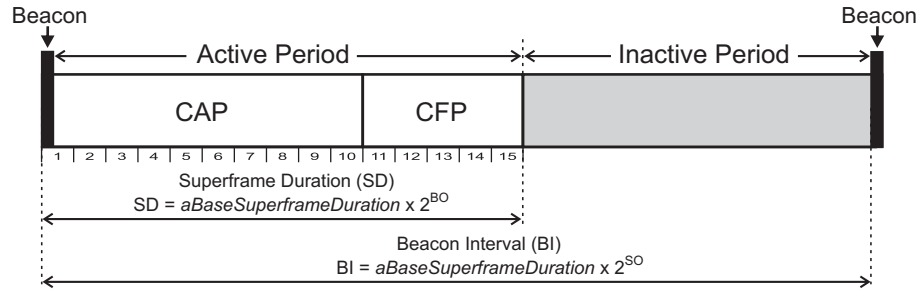 Beacon Beacon
Active Period Inactive Period
CAP CFP
1 2 3 4 5 6 7 8 9 10 11 12 13 14 15
Superframe Duration (SD)
SD = aBaseSuperframeDuration x 2^BO
Beacon Interval (BI)
BI = aBaseSuperframeDuration x 2^SO